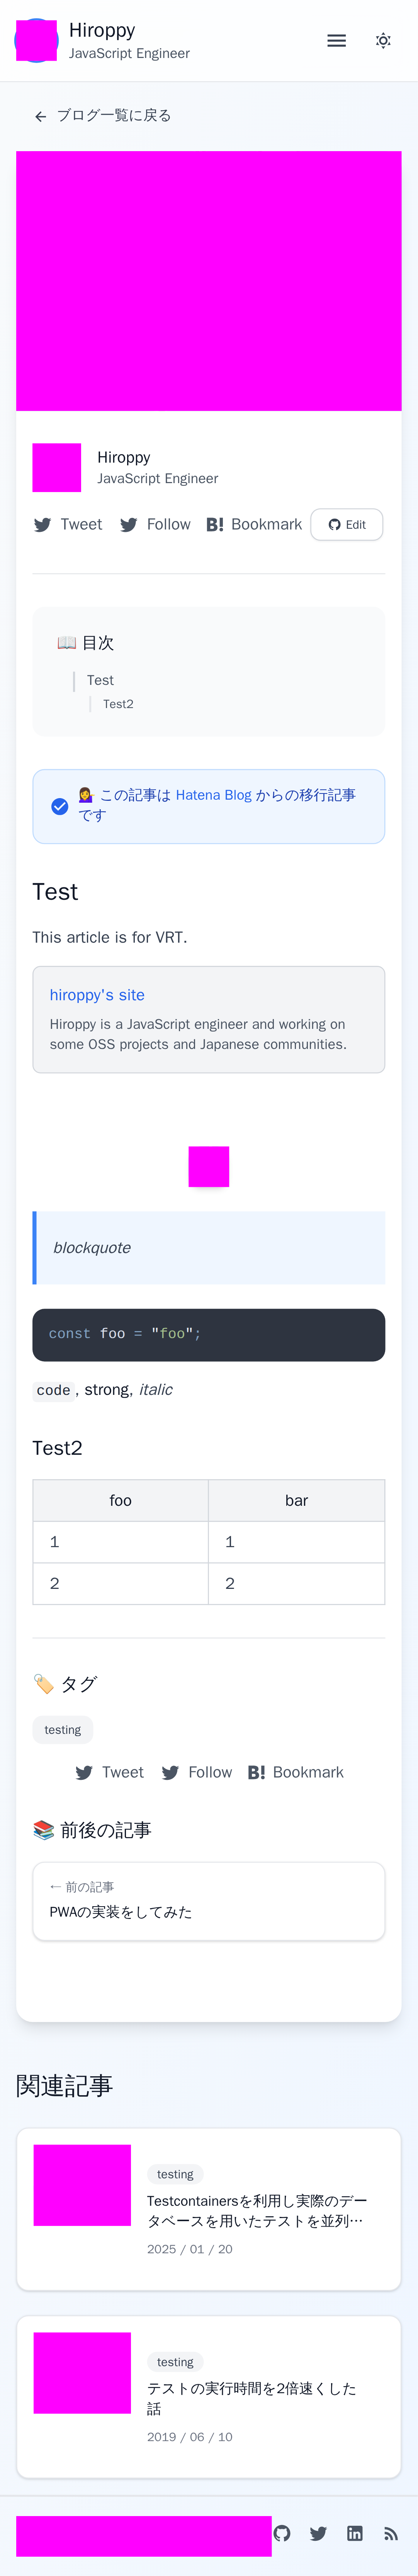 Hiroppy
JavaScript Engineer
← ブログ一覧に戻る
Hiroppy
JavaScript Engineer
Tweet Follow B! Bookmark Edit
📖 目次
Test
Test2
💁‍♀️ この記事は Hatena Blog からの移行記事
です
Test
This article is for VRT.
hiroppy's site
Hiroppy is a JavaScript engineer and working on
some OSS projects and Japanese communities.
blockquote
const foo = "foo";
code, strong, italic
Test2
foo bar
1 1
2 2
🏷️ タグ
testing
Tweet Follow B! Bookmark
📚 前後の記事
← 前の記事
PWAの実装をしてみた
関連記事
testing
Testcontainersを利用し実際のデー
タベースを用いたテストを並列…
2025 / 01 / 20
testing
テストの実行時間を2倍速くした
話
2019 / 06 / 10